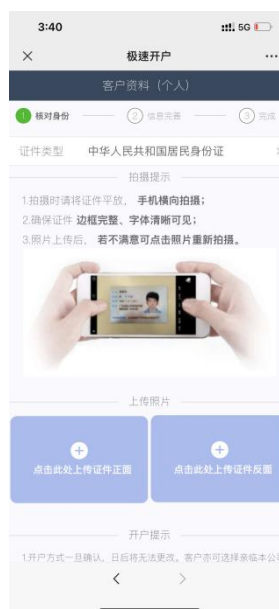 3:40
5G
极速开户
客户资料（个人）
1 核对身份
2 信息完善
3 完成
证件类型 中华人民共和国居民身份证
拍摄提示
1.拍摄时请将证件平放，手机横向拍摄；
2.确保证件 边框完整、字体清晰可见；
3.照片上传后，若不满意可点击照片重新拍摄。
上传照片
点击此处上传证件正面
点击此处上传证件反面
开户提示
1.开户方式一旦确认，日后将无法更改。客户亦可选择亲临本公司